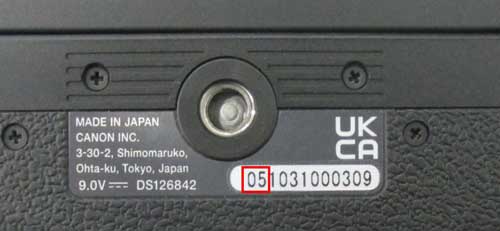 MADE IN JAPAN
CANON INC.
3-30-2, Shimomaruko,
Ohta-ku, Tokyo, Japan
9.0V⎓ DS126842
UK
CA
051031000309